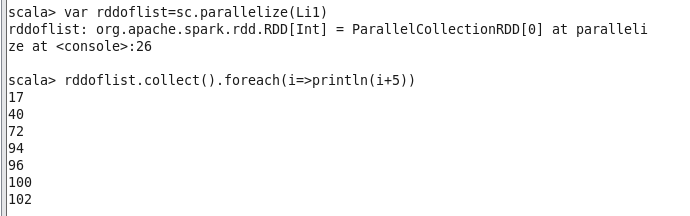 scala> var rddoflist=sc.parallelize(Li1)
rddoflist: org.apache.spark.rdd.RDD[Int] = ParallelCollectionRDD[0] at paralleli
ze at <console>:26
scala> rddoflist.collect().foreach(i=>println(i+5))
17
40
72
94
96
100
102